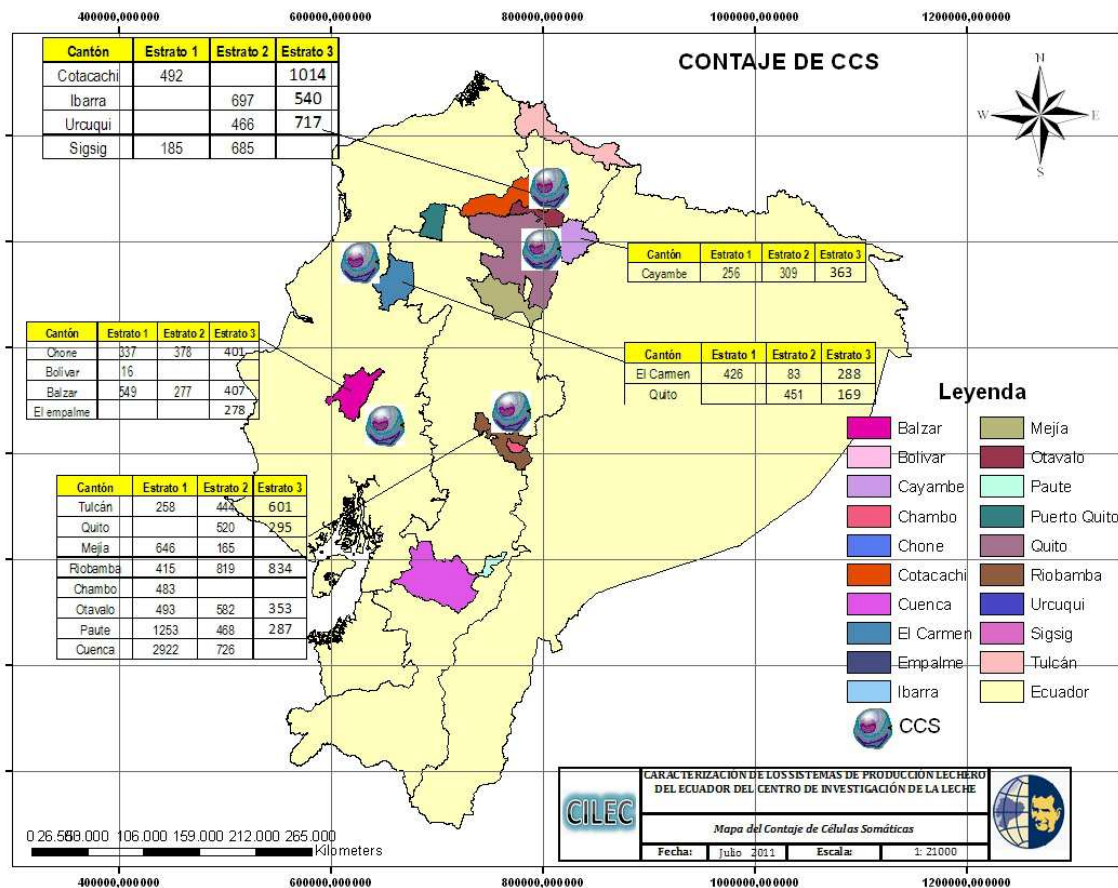 400000,000000 600000,000000 800000,000000 1000000,000000 1200000,000000
CONTAJE DE CCS
N
W E
S
Cantón Estrato 1 Estrato 2 Estrato 3
Cotacachi 492 1014
Ibarra 697 540
Urcuqui 466 717
Sigsig 185 685
Cantón Estrato 1 Estrato 2 Estrato 3
Cayambe 256 309 363
Cantón Estrato 1 Estrato 2 Estrato 3
Chone 337 378 401
Bolivar 16
Balzar 549 277 407
El empalme 278
Cantón Estrato 1 Estrato 2 Estrato 3
El Carmen 426 83 288
Quito 451 169
Cantón Estrato 1 Estrato 2 Estrato 3
Tulcán 258 444 601
Quito 520 295
Mejía 646 165
Riobamba 415 819 834
Chambo 483
Otavalo 493 582 353
Paute 1253 468 287
Cuenca 2922 726
Leyenda
Balzar Mejía
Bolivar Otavalo
Cayambe Paute
Chambo Puerto Quito
Chone Quito
Cotacachi Riobamba
Cuenca Urcuqui
El Carmen Sigsig
Empalme Tulcán
Ibarra Ecuador
CCS
CILEC
CARACTERIZACIÓN DE LOS SISTEMAS DE PRODUCCIÓN LECHERO
DEL ECUADOR DEL CENTRO DE INVESTIGACIÓN DE LA LECHE
Mapa del Contaje de Células Somáticas
Fecha: Julio 2011 Escala: 1: 21000
106.000 159.000 212.000 265.000
Kilometers
400000,000000 600000,000000 800000,000000 1000000,000000 1200000,000000